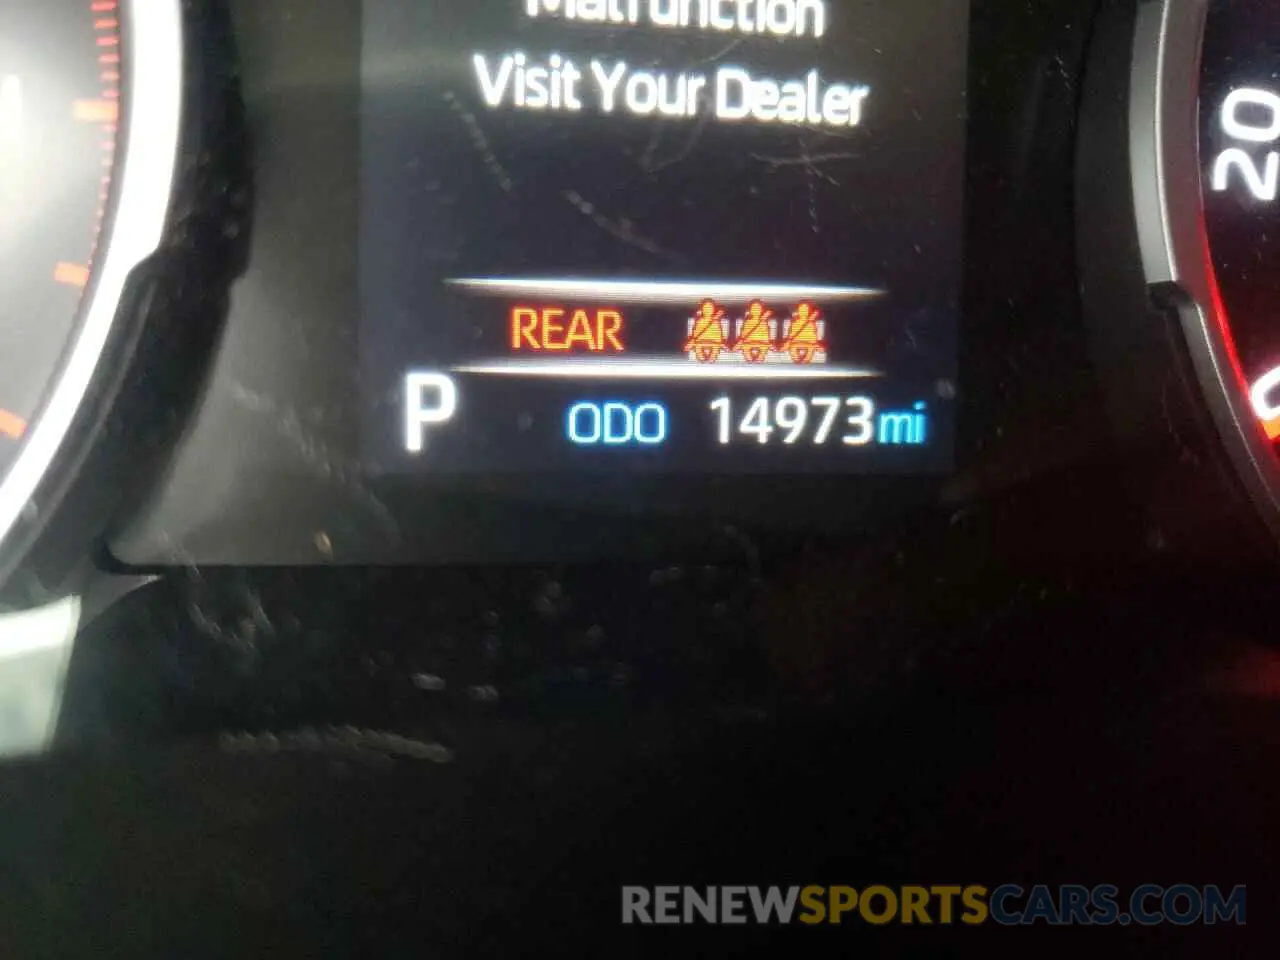 Malfunction
Visit Your Dealer
20
REAR
P ODO 14973mi
RENEWSPORTSCARS.COM